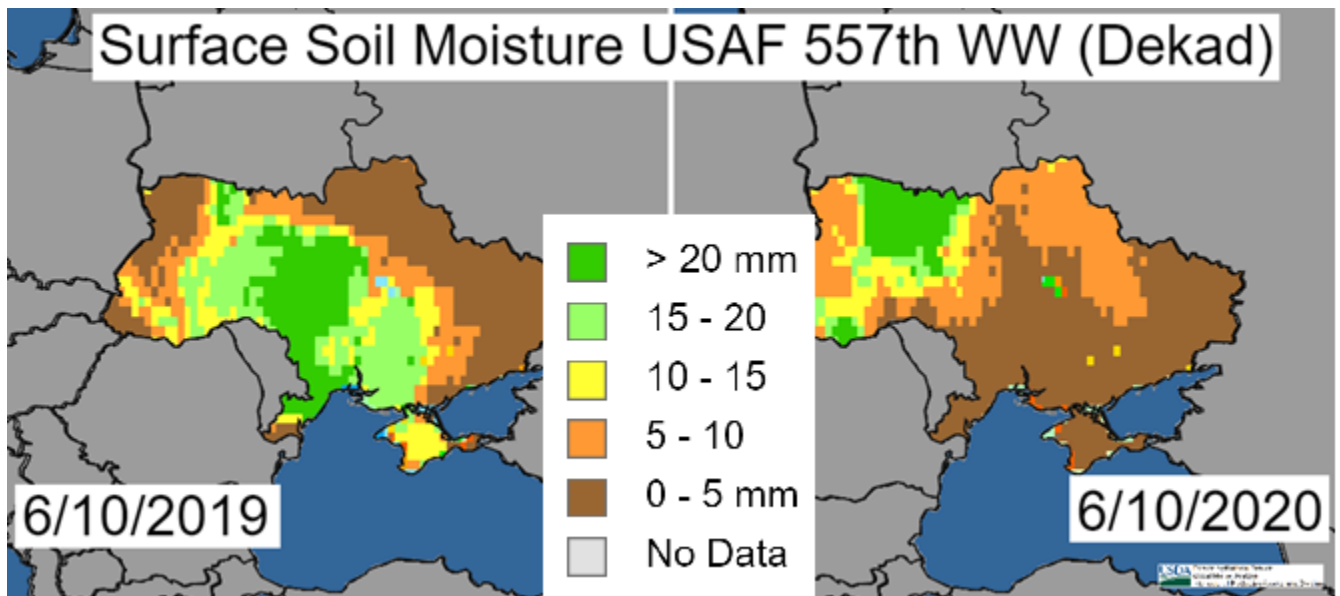 Surface Soil Moisture USAF 557th WW (Dekad)
> 20 mm
15 - 20
10 - 15
5 - 10
0 - 5 mm
No Data
6/10/2019
6/10/2020
USDA